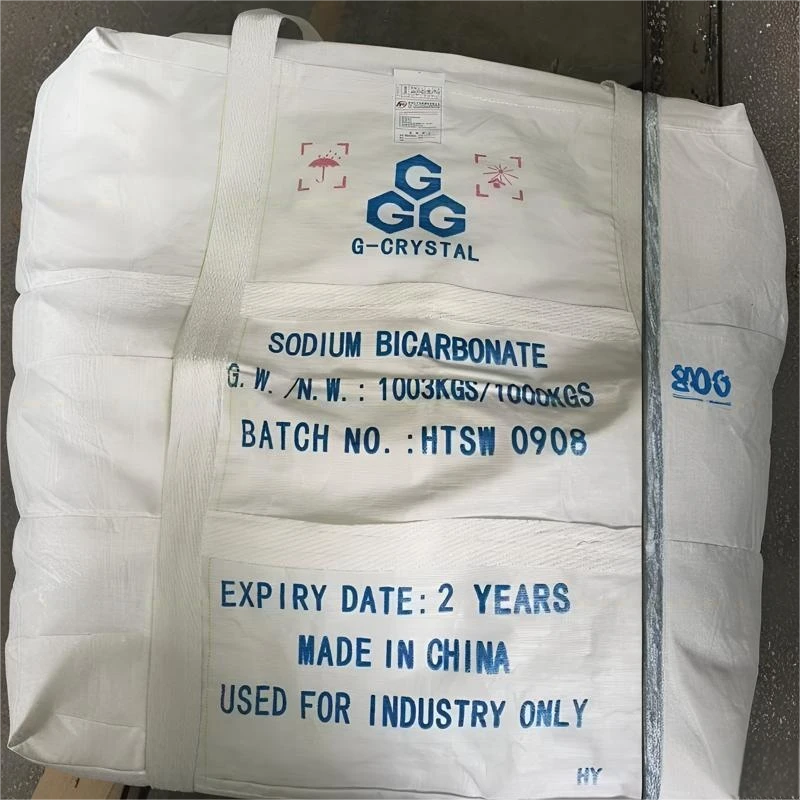 G
G G
G-CRYSTAL
SODIUM BICARBONATE
G.W./N.W.:1003KGS/1000KGS
BATCH NO.:HTSW 0908
EXPIRY DATE: 2 YEARS
MADE IN CHINA
USED FOR INDUSTRY ONLY
HY